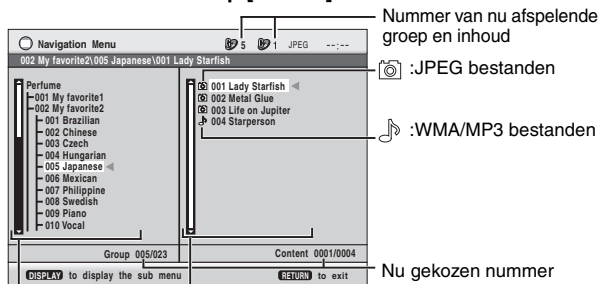 Nummer van nu afspelende
groep en inhoud
Navigation Menu 5 1 JPEG --:--
002 My favorite2\005 Japanese\001 Lady Starfish
:JPEG bestanden
Perfume
001 My favorite1
002 My favorite2
001 Brazilian
002 Chinese
003 Czech
004 Hungarian
005 Japanese
006 Mexican
007 Philippine
008 Swedish
009 Piano
010 Vocal
001 Lady Starfish
002 Metal Glue
003 Life on Jupiter
004 Starperson
:WMA/MP3 bestanden
Group 005/023
Content 0001/0004
Nu gekozen nummer
DISPLAY to display the sub menu
RETURN to exit